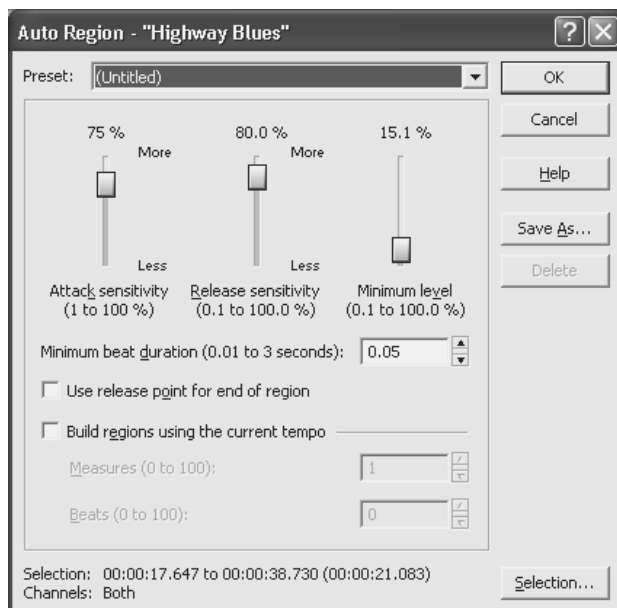 Auto Region - "Highway Blues"
Preset: (Untitled)
OK
Cancel
Help
Save As...
Delete
75 % 80.0 % 15.1 %
More More
Less Less
Attack sensitivity Release sensitivity Minimum level
(1 to 100 %) (0.1 to 100.0 %) (0.1 to 100.0 %)
Minimum beat duration (0.01 to 3 seconds): 0.05
Use release point for end of region
Build regions using the current tempo
Measures (0 to 100): 1
Beats (0 to 100): 0
Selection: 00:00:17.647 to 00:00:38.730 (00:00:21.083)
Channels: Both
Selection...